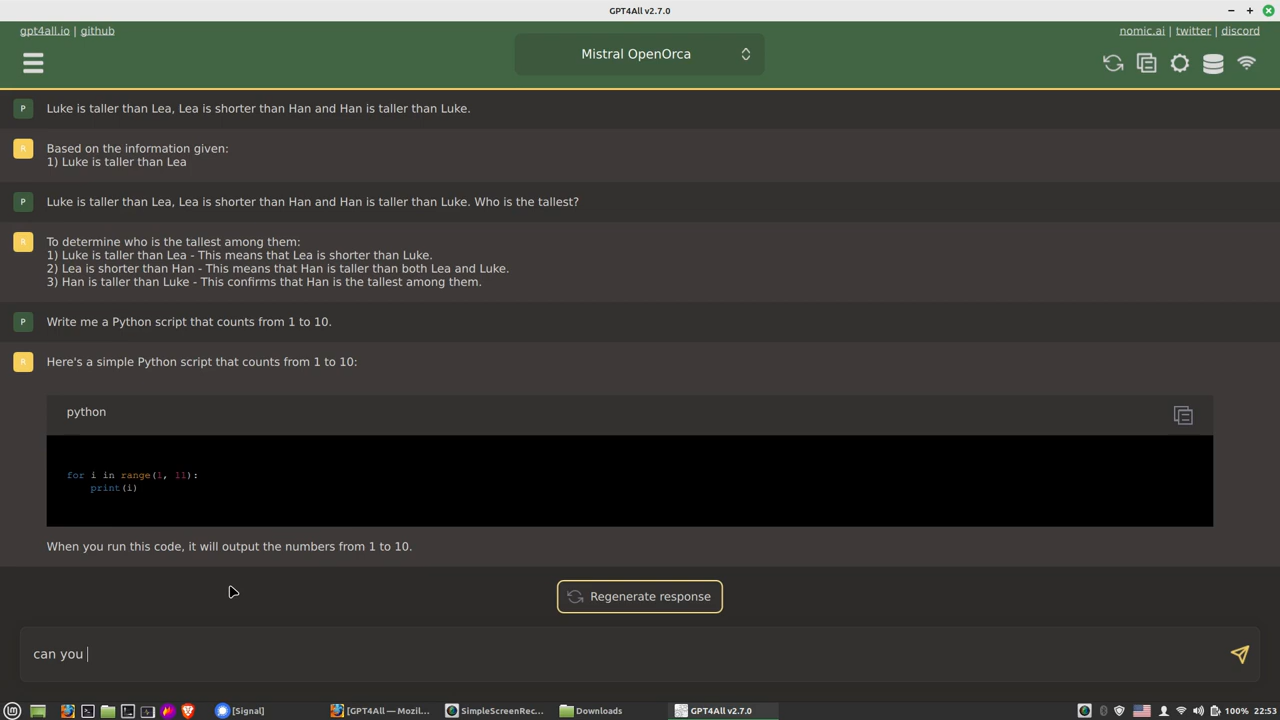 GPT4All v2.7.0
gpt4all.io | github
nomic.ai | twitter | discord
Mistral OpenOrca
P Luke is taller than Lea, Lea is shorter than Han and Han is taller than Luke.
R Based on the information given:
1) Luke is taller than Lea
P Luke is taller than Lea, Lea is shorter than Han and Han is taller than Luke. Who is the tallest?
R To determine who is the tallest among them:
1) Luke is taller than Lea - This means that Lea is shorter than Luke.
2) Lea is shorter than Han - This means that Han is taller than both Lea and Luke.
3) Han is taller than Luke - This confirms that Han is the tallest among them.
P Write me a Python script that counts from 1 to 10.
R Here's a simple Python script that counts from 1 to 10:
python
for i in range(1, 11):
print(i)
When you run this code, it will output the numbers from 1 to 10.
Regenerate response
can you
[Signal] [GPT4All — Mozil... SimpleScreenRec... Downloads GPT4All v2.7.0 100% 22:53